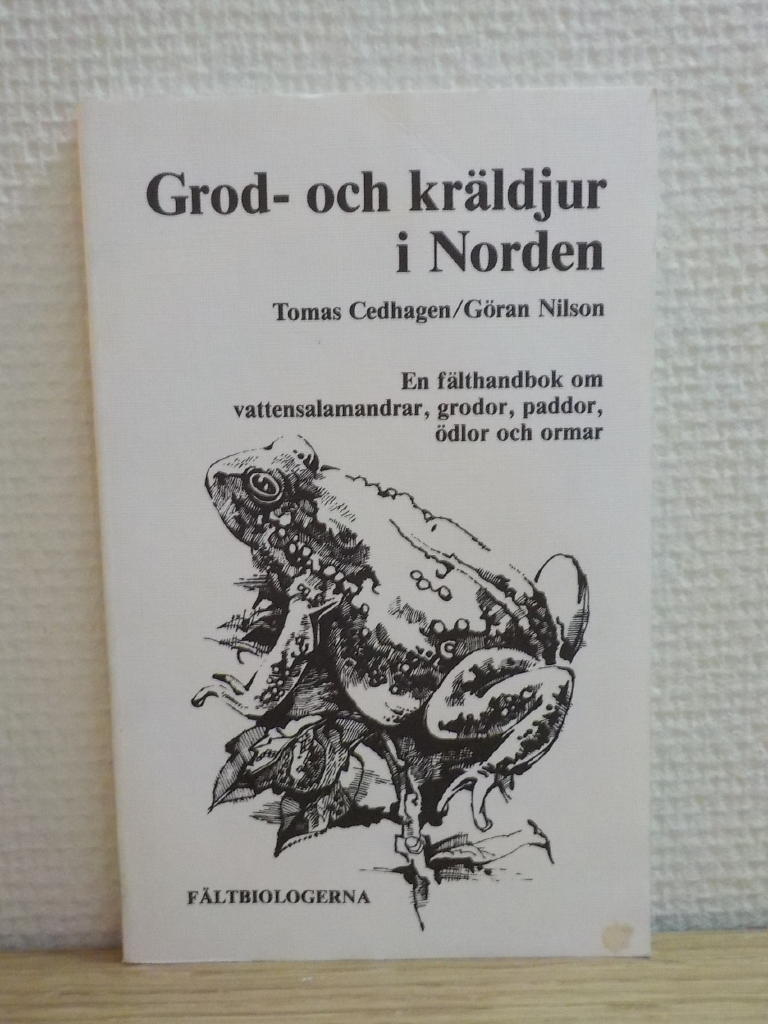 Grod- och kräldjur
i Norden
Tomas Cedhagen/Göran Nilson
En fälthandbok om
vattensalamandrar, grodor, paddor,
ödlor och ormar
FÄLTBIOLOGERNA